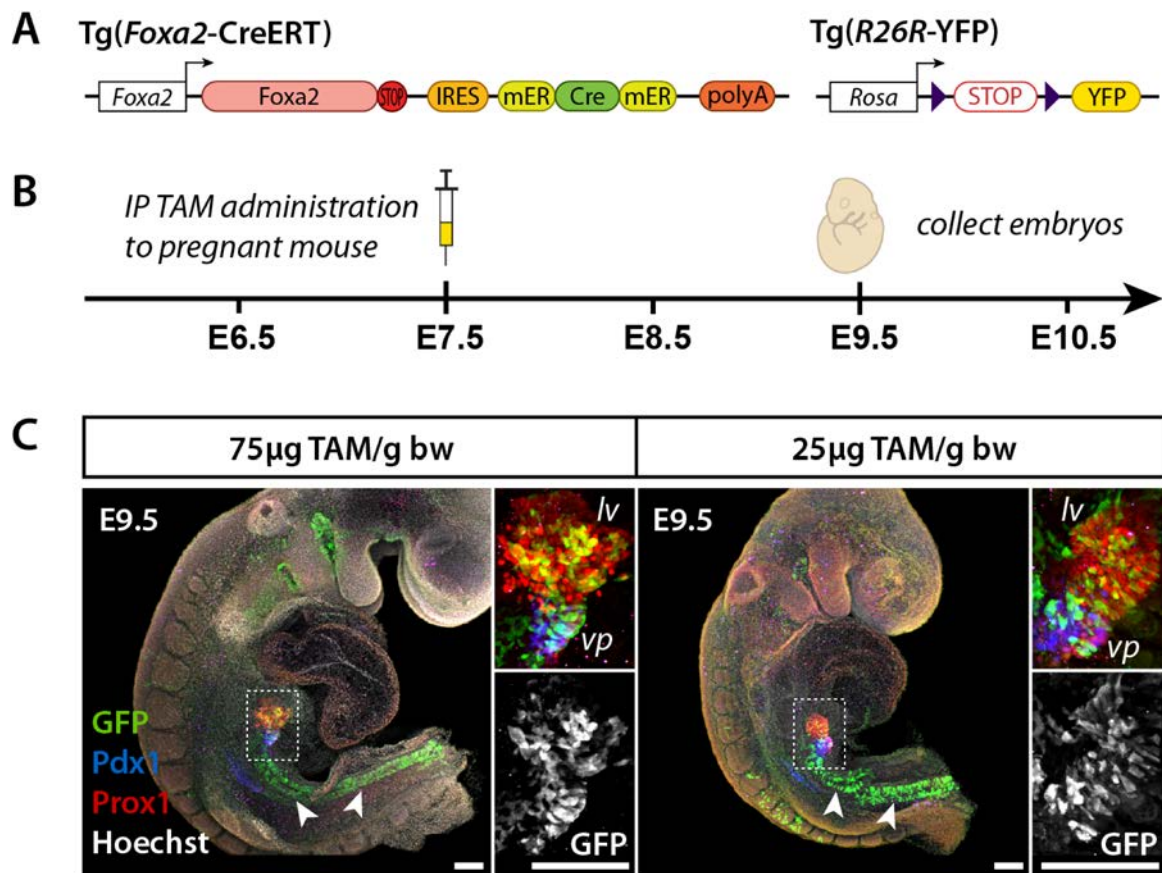 A
Tg(Foxa2-CreERT)
Tg(R26R-YFP)
Foxa2
Foxa2
STOP
IRES
mER
Cre
mER
polyA
Rosa
STOP
YFP
B
IP TAM administration
to pregnant mouse
collect embryos
E6.5
E7.5
E8.5
E9.5
E10.5
C
75µg TAM/g bw
25µg TAM/g bw
E9.5
GFP
Pdx1
Prox1
Hoechst
lv
vp
GFP
E9.5
lv
vp
GFP